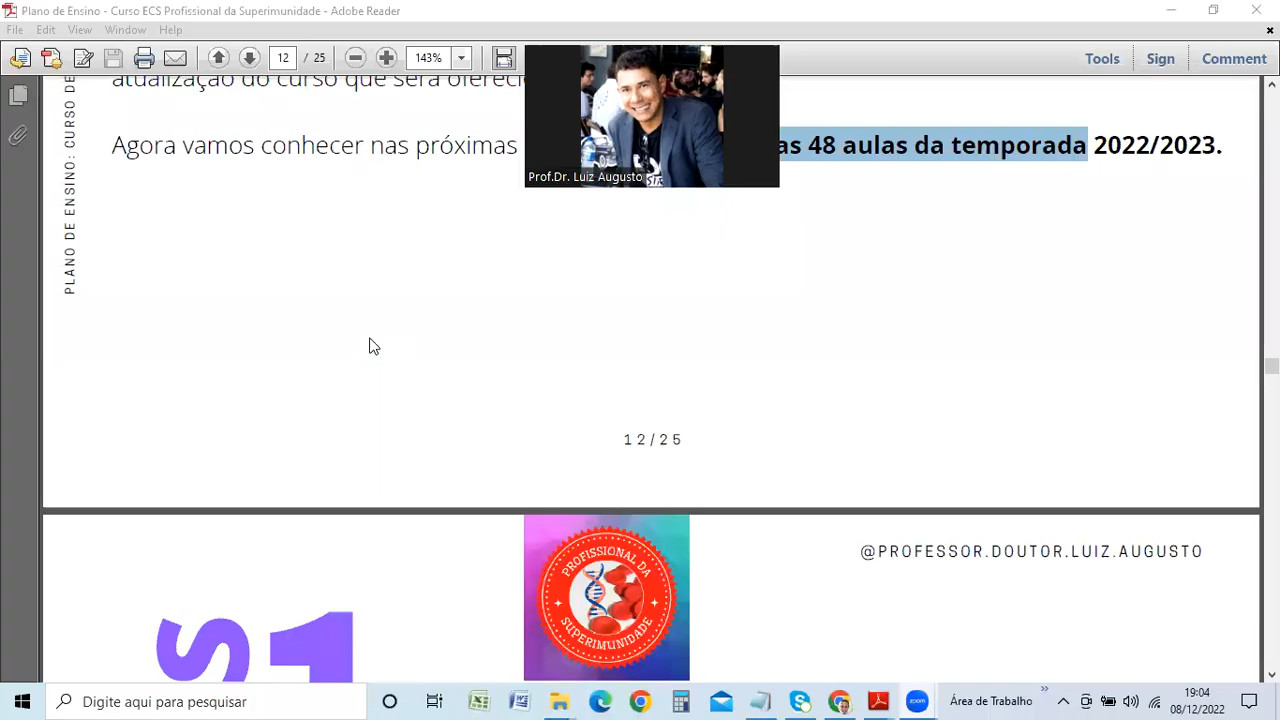 Plano de Ensino - Curso ECS Profissional da Superimunidade - Adobe Reader
File Edit View Window Help
12 / 25 143% Tools Sign Comment
atualização do curso que será oferecid
Agora vamos conhecer nas próximas as 48 aulas da temporada 2022/2023.
Prof.Dr. Luiz Augusto
PLANO DE ENSINO: CURSO DE
12/25
@PROFESSOR.DOUTOR.LUIZ.AUGUSTO
PROFISSIONAL DA
SUPERIMUNIDADE
S1
Digite aqui para pesquisar
zoom
Área de Trabalho
19:04
08/12/2022